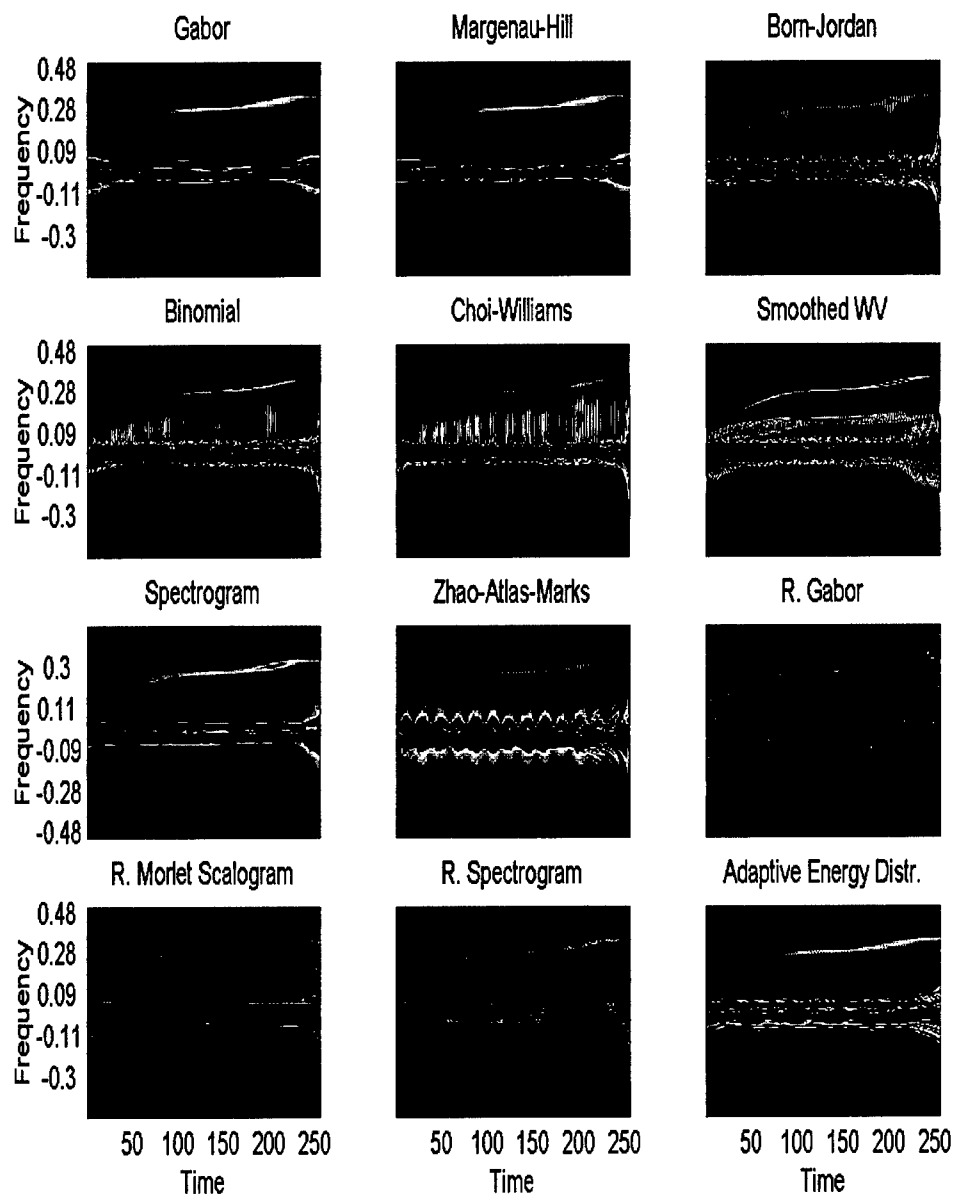 Gabor
Margenau-Hill
Born-Jordan
Frequency
0.48
0.28
0.09
-0.11
-0.3
Binomial
Choi-Williams
Smoothed WV
Frequency
0.48
0.28
0.09
-0.11
-0.3
Spectrogram
Zhao-Atlas-Marks
R. Gabor
Frequency
0.3
0.11
-0.09
-0.28
-0.48
R. Morlet Scalogram
R. Spectrogram
Adaptive Energy Distr.
Frequency
0.48
0.28
0.09
-0.11
-0.3
50 100 150 200 250
50 100 150 200 250
50 100 150 200 250
Time
Time
Time